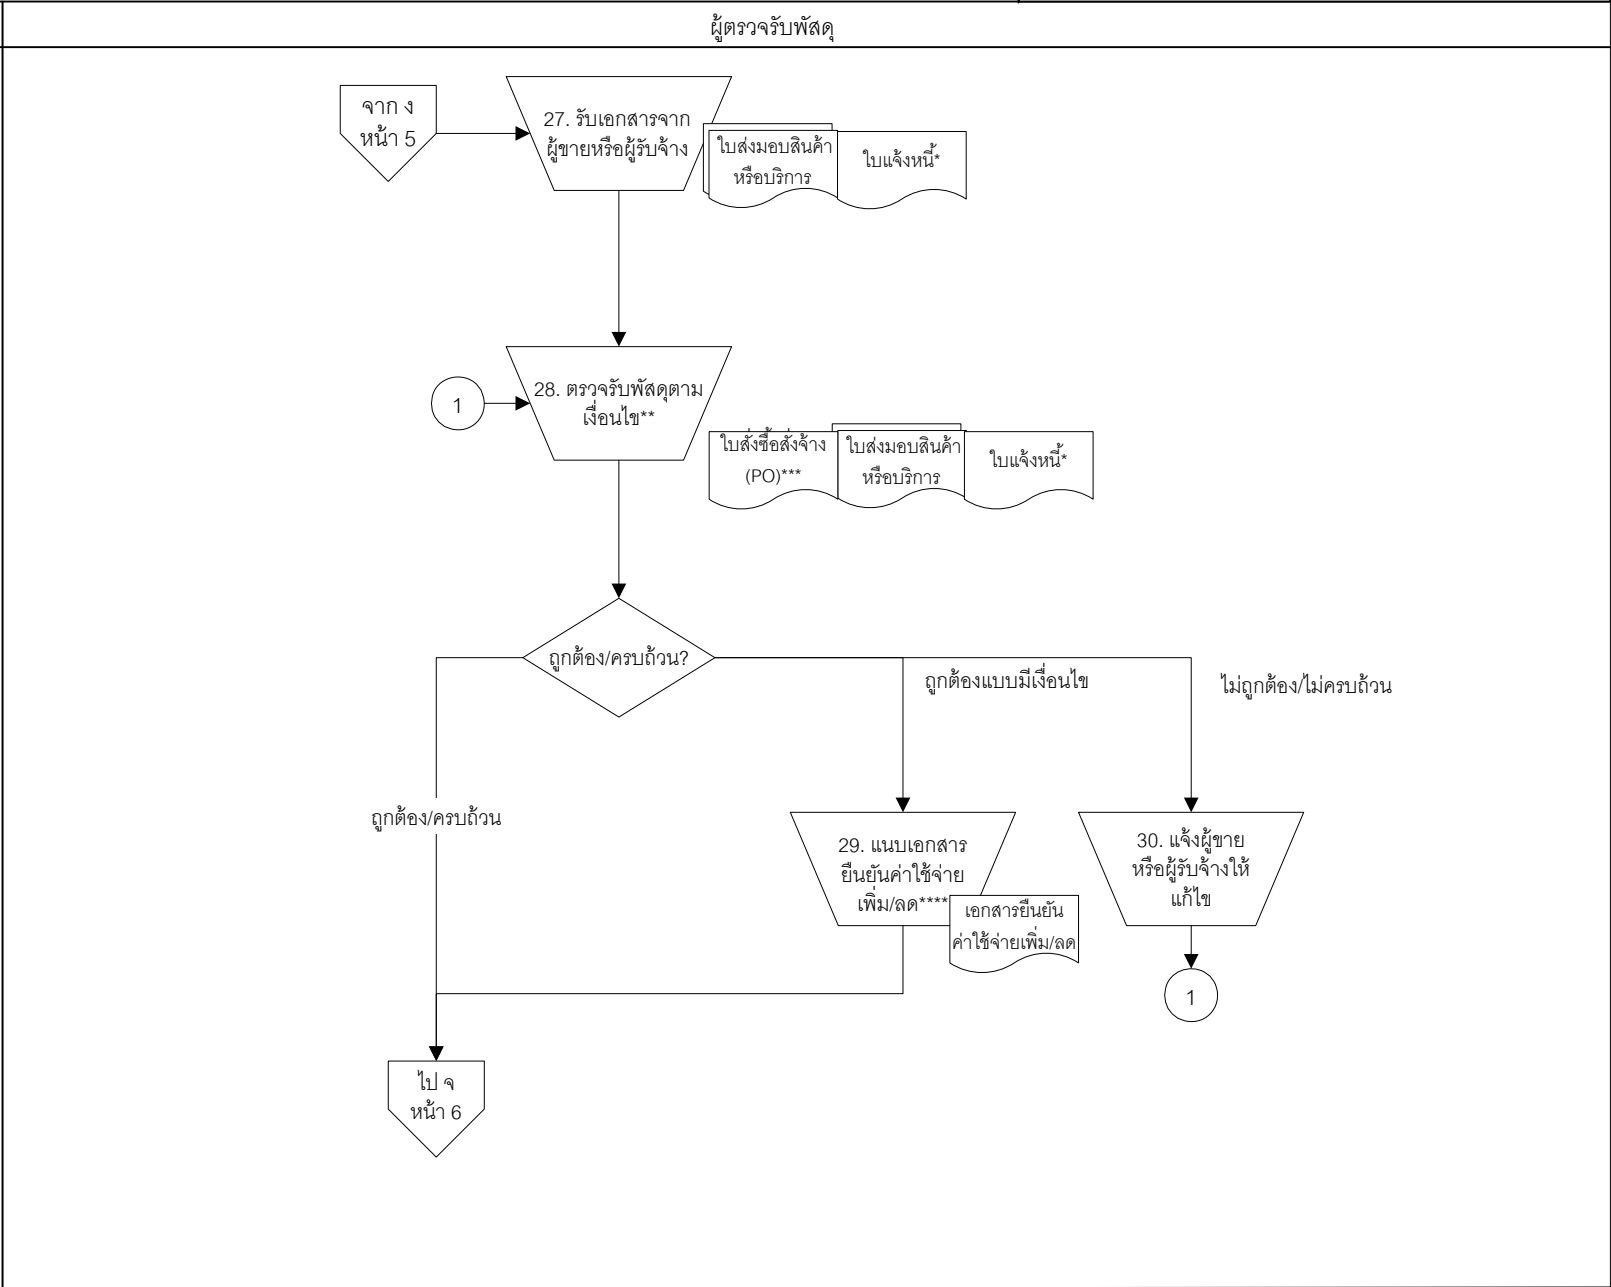 ผู้ตรวจรับพัสดุ
จาก ง
หน้า 5
27. รับเอกสารจาก
ผู้ขายหรือผู้รับจ้าง
ใบส่งมอบสินค้า
หรือบริการ
ใบแจ้งหนี้*
1
28. ตรวจรับพัสดุตาม
เงื่อนไข**
ใบสั่งซื้อสั่งจ้าง
(PO)***
ใบส่งมอบสินค้า
หรือบริการ
ใบแจ้งหนี้*
ถูกต้อง/ครบถ้วน?
ถูกต้องแบบมีเงื่อนไข
ไม่ถูกต้อง/ไม่ครบถ้วน
ถูกต้อง/ครบถ้วน
29. แนบเอกสาร
ยืนยันค่าใช้จ่าย
เพิ่ม/ลด****
เอกสารยืนยัน
ค่าใช้จ่ายเพิ่ม/ลด
30. แจ้งผู้ขาย
หรือผู้รับจ้างให้
แก้ไข
1
ไป จ
หน้า 6